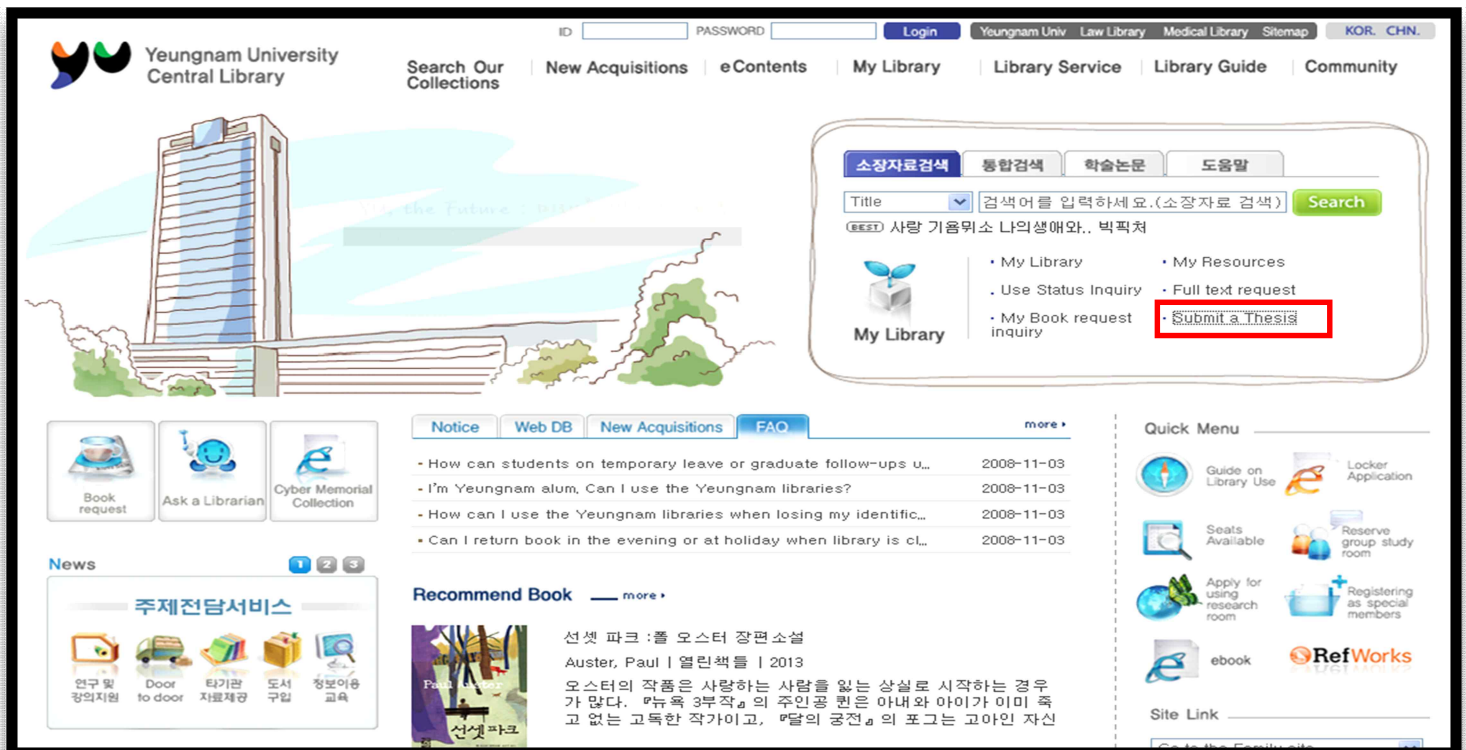 ID PASSWORD Login Yeungnam Univ Law Library Medical Library Sitemap KOR. CHN.
Yeungnam University
Central Library
Search Our
Collections
New Acquisitions
eContents
My Library
Library Service
Library Guide
Community
소장자료검색 통합검색 학술논문 도움말
Title 검색어를 입력하세요.(소장자료 검색) Search
BEST 사랑 기욤뮈소 나의생애와.. 빅픽처
My Library
• My Library
• My Resources
. Use Status Inquiry
• Full text request
• My Book request
inquiry
• Submit a Thesis
the Future
Book
request
Ask a Librarian
Cyber Memorial
Collection
Notice Web DB New Acquisitions FAQ more
- How can students on temporary leave or graduate follow-ups u... 2008-11-03
- I'm Yeungnam alum, Can I use the Yeungnam libraries? 2008-11-03
- How can I use the Yeungnam libraries when losing my identific... 2008-11-03
- Can I return book in the evening or at holiday when library is cl... 2008-11-03
News 1 2 3
주제전담서비스
연구 및
강의지원
Door
to door
타기관
자료제공
도서
구입
정보이용
교육
Recommend Book more
Paul Auster
선셋 파크
선셋 파크 :폴 오스터 장편소설
Auster, Paul | 열린책들 | 2013
오스터의 작품은 사랑하는 사람을 잃는 상실로 시작하는 경우
가 많다. 『뉴욕 3부작』의 주인공 퀸은 아내와 아이가 이미 죽
고 없는 고독한 작가이고, 『달의 궁전』의 포그는 고아인 자신
Quick Menu
Guide on
Library Use
Locker
Application
Seats
Available
Reserve
group study
room
Apply for
using
research
room
Registering
as special
members
ebook
RefWorks
Site Link
Go to the Family site